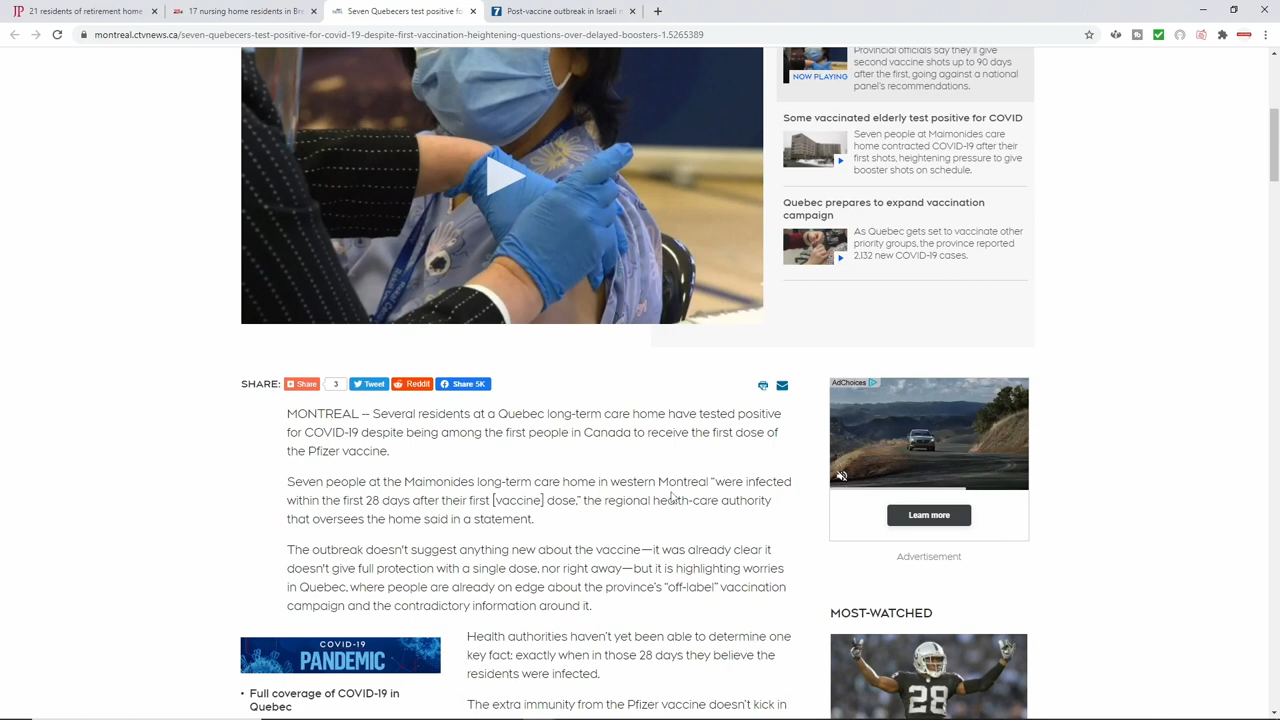 21 residents of retirement home
17 nursing home residents in Bre
Seven Quebecers test positive fo
Post-vaccine outbreak in Israeli n
montreal.ctvnews.ca/seven-quebecers-test-positive-for-covid-19-despite-first-vaccination-heightening-questions-over-delayed-boosters-1.5265389
NOW PLAYING
Provincial officials say they'll give
second vaccine shots up to 90 days
after the first, going against a national
panel's recommendations.
Some vaccinated elderly test positive for COVID
Seven people at Maimonides care
home contracted COVID-19 after their
first shots, heightening pressure to give
booster shots on schedule.
Quebec prepares to expand vaccination
campaign
As Quebec gets set to vaccinate other
priority groups, the province reported
2,132 new COVID-19 cases.
SHARE: Share 3 Tweet Reddit Share 5K
MONTREAL — Several residents at a Quebec long-term care home have tested positive
for COVID-19 despite being among the first people in Canada to receive the first dose of
the Pfizer vaccine.
Seven people at the Maimonides long-term care home in western Montreal “were infected
within the first 28 days after their first [vaccine] dose,” the regional health-care authority
that oversees the home said in a statement.
The outbreak doesn't suggest anything new about the vaccine—it was already clear it
doesn't give full protection with a single dose, nor right away—but it is highlighting worries
in Quebec, where people are already on edge about the province's “off-label” vaccination
campaign and the contradictory information around it.
COVID-19
PANDEMIC
• Full coverage of COVID-19 in
Quebec
Health authorities haven't yet been able to determine one
key fact: exactly when in those 28 days they believe the
residents were infected.
The extra immunity from the Pfizer vaccine doesn't kick in
AdChoices
Learn more
Advertisement
MOST-WATCHED
28